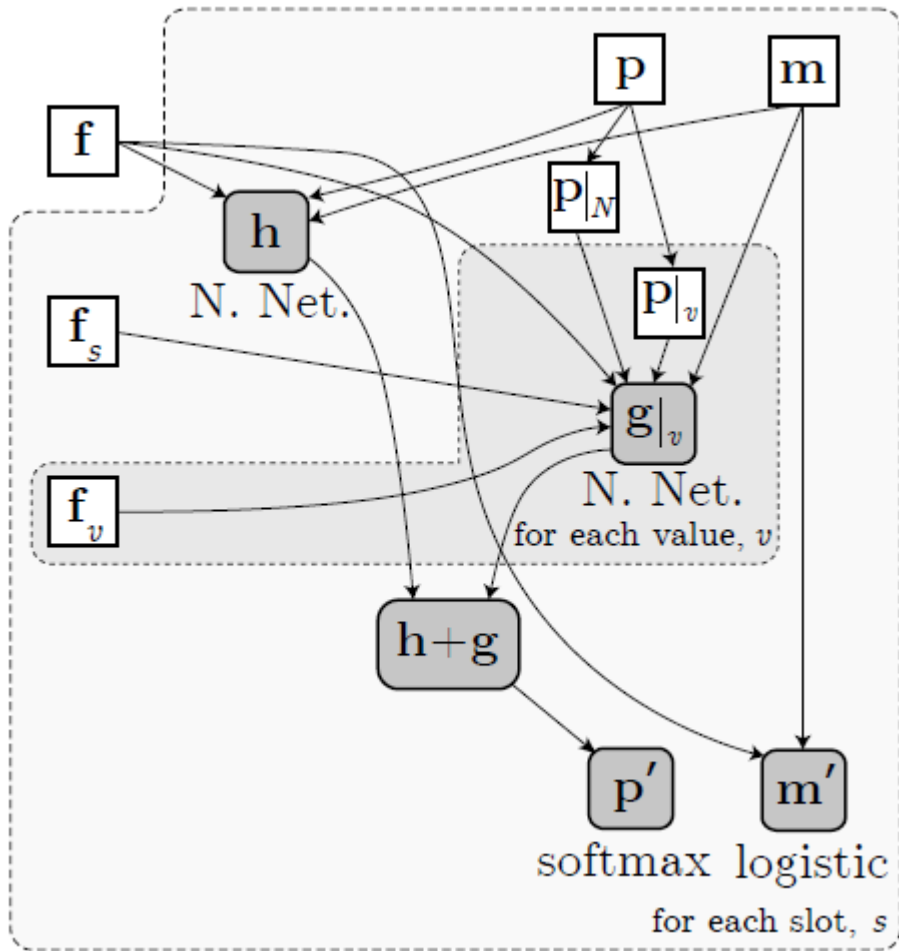 p
m
f
p|N
h
N. Net.
p|v
fs
g|v
N. Net.
fv
for each value, v
h+g
p′
m′
softmax
logistic
for each slot, s